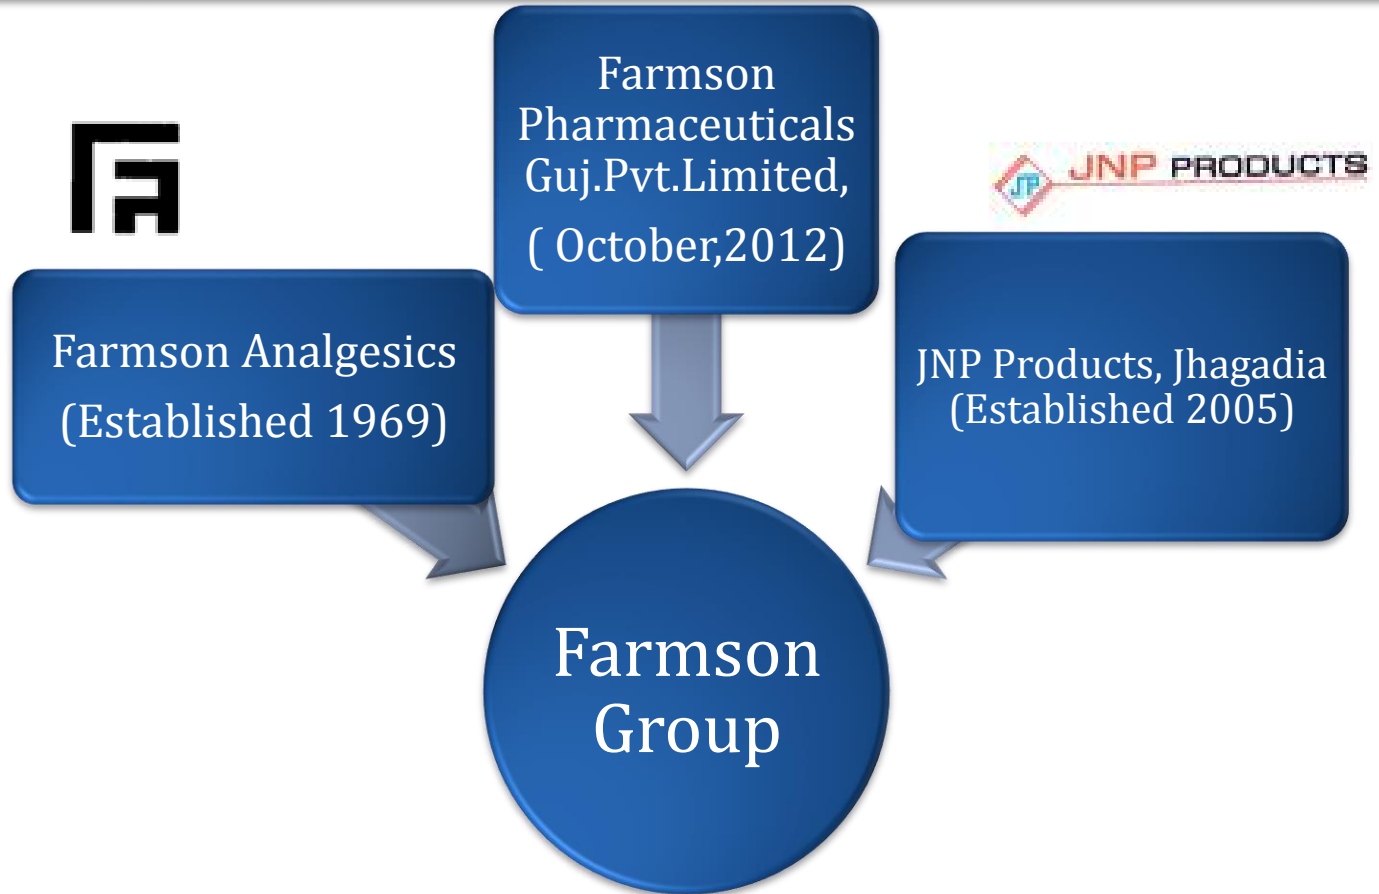 Farmson
Pharmaceuticals
Guj.Pvt.Limited,
( October,2012)
JP
JNP PRODUCTS
Farmson Analgesics
(Established 1969)
JNP Products, Jhagadia
(Established 2005)
Farmson
Group